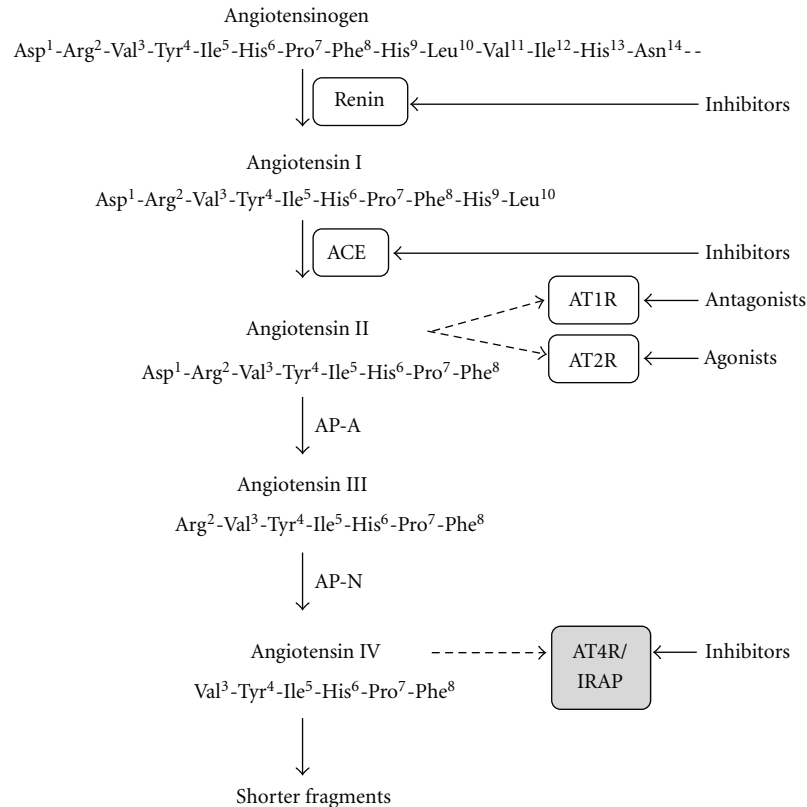 Angiotensinogen
Asp¹-Arg²-Val³-Tyr⁴-Ile⁵-His⁶-Pro⁷-Phe⁸-His⁹-Leu¹⁰-Val¹¹-Ile¹²-His¹³-Asn¹⁴--
Renin
Inhibitors
Angiotensin I
Asp¹-Arg²-Val³-Tyr⁴-Ile⁵-His⁶-Pro⁷-Phe⁸-His⁹-Leu¹⁰
ACE
Inhibitors
AT1R
Antagonists
Angiotensin II
AT2R
Agonists
Asp¹-Arg²-Val³-Tyr⁴-Ile⁵-His⁶-Pro⁷-Phe⁸
AP-A
Angiotensin III
Arg²-Val³-Tyr⁴-Ile⁵-His⁶-Pro⁷-Phe⁸
AP-N
Angiotensin IV
AT4R/
IRAP
Inhibitors
Val³-Tyr⁴-Ile⁵-His⁶-Pro⁷-Phe⁸
Shorter fragments